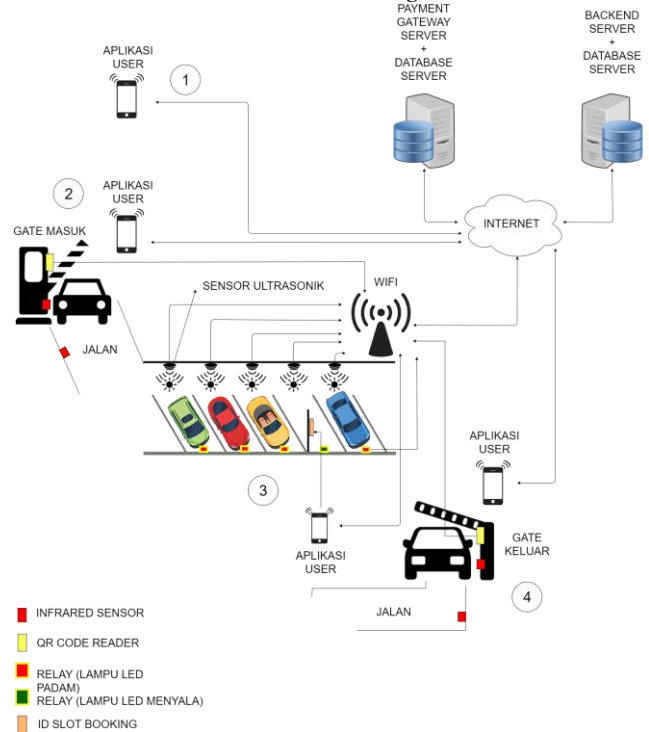 PAYMENT
GATEWAY
SERVER
+
DATABASE
SERVER
BACKEND
SERVER
+
DATABASE
SERVER
APLIKASI
USER
1
2
APLIKASI
USER
GATE MASUK
INTERNET
SENSOR ULTRASONIK
WIFI
JALAN
3
APLIKASI
USER
APLIKASI
USER
GATE
KELUAR
4
JALAN
INFRARED SENSOR
QR CODE READER
RELAY (LAMPU LED
PADAM)
RELAY (LAMPU LED MENYALA)
ID SLOT BOOKING